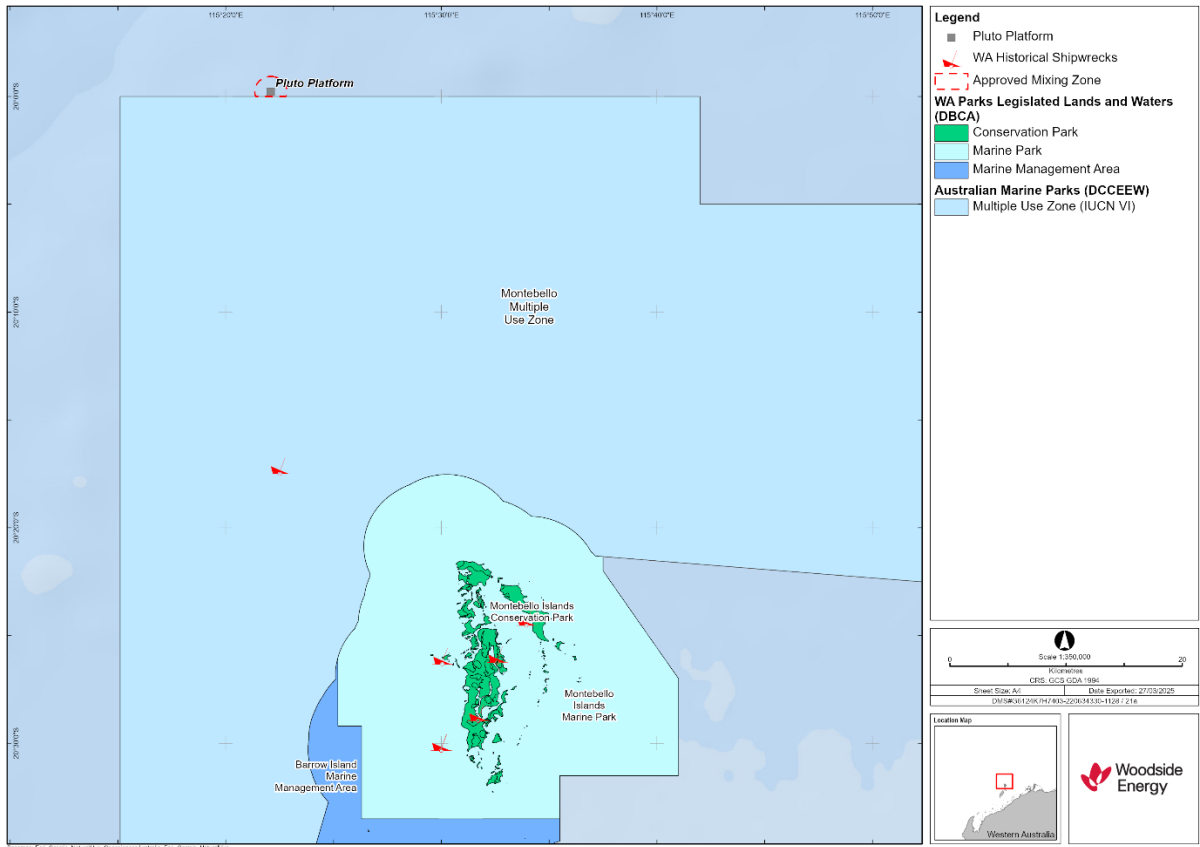 115°20'0"E
115°30'0"E
115°40'0"E
115°50'0"E
20°00'0"S
20°10'0"S
20°20'0"S
20°30'0"S
Pluto Platform
Montebello
Multiple
Use Zone
Montebello Islands
Conservation Park
Montebello
Islands
Marine Park
Barrow Island
Marine
Management Area
Legend
Pluto Platform
WA Historical Shipwrecks
Approved Mixing Zone
WA Parks Legislated Lands and Waters
(DBCA)
Conservation Park
Marine Park
Marine Management Area
Australian Marine Parks (DCCEEW)
Multiple Use Zone (IUCN VI)
Scale 1:350,000
0 20
Kilometres
CRS: GCS GDA 1994
Sheet Size: A4 Date Exported: 27/03/2025
Location Map
Western Australia
Woodside
Energy